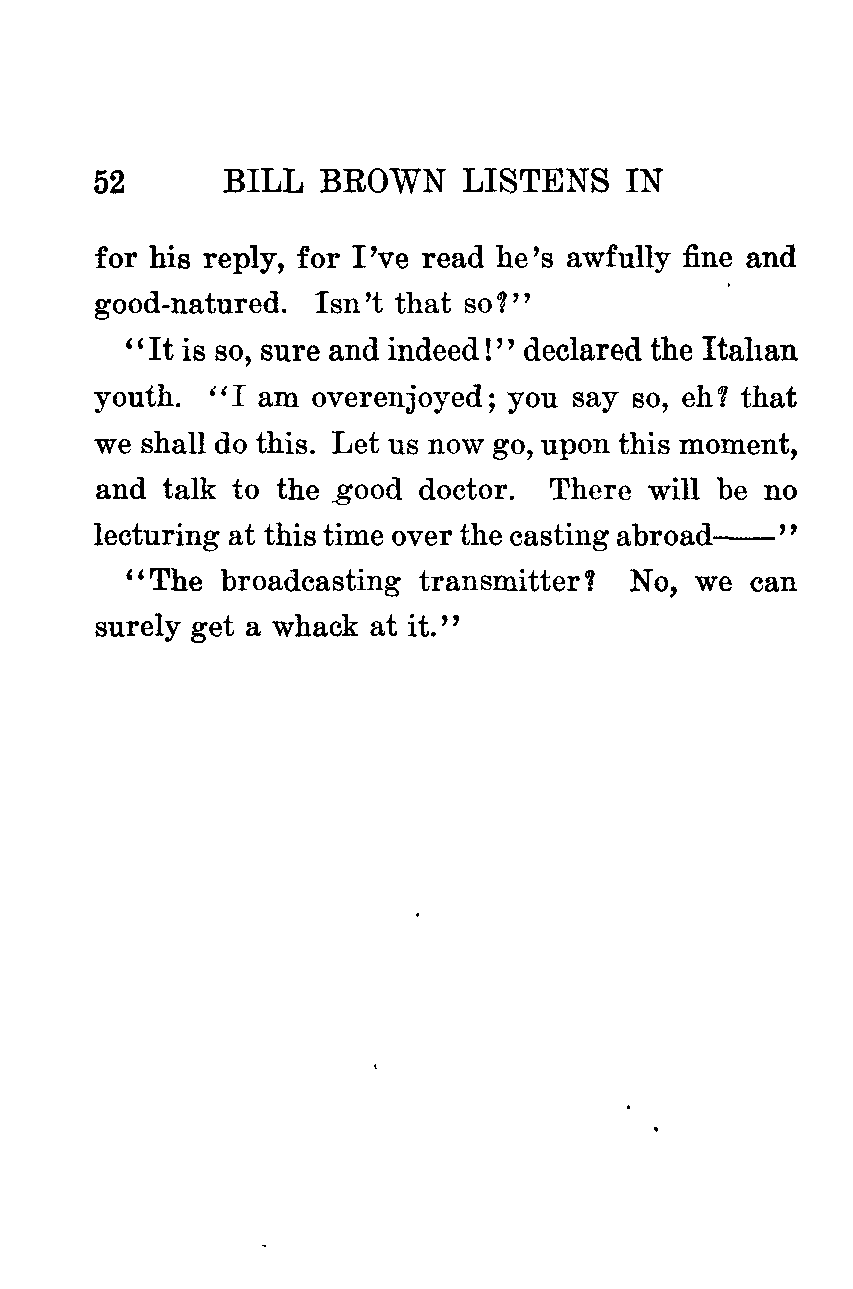 52 BILL BROWN LISTENS IN
for his reply, for I've read he's awfully fine and
good-natured. Isn't that so?"
"It is so, sure and indeed!" declared the Italian
youth. "I am overenjoyed; you say so, eh? that
we shall do this. Let us now go, upon this moment,
and talk to the good doctor. There will be no
lecturing at this time over the casting abroad——"
"The broadcasting transmitter? No, we can
surely get a whack at it."